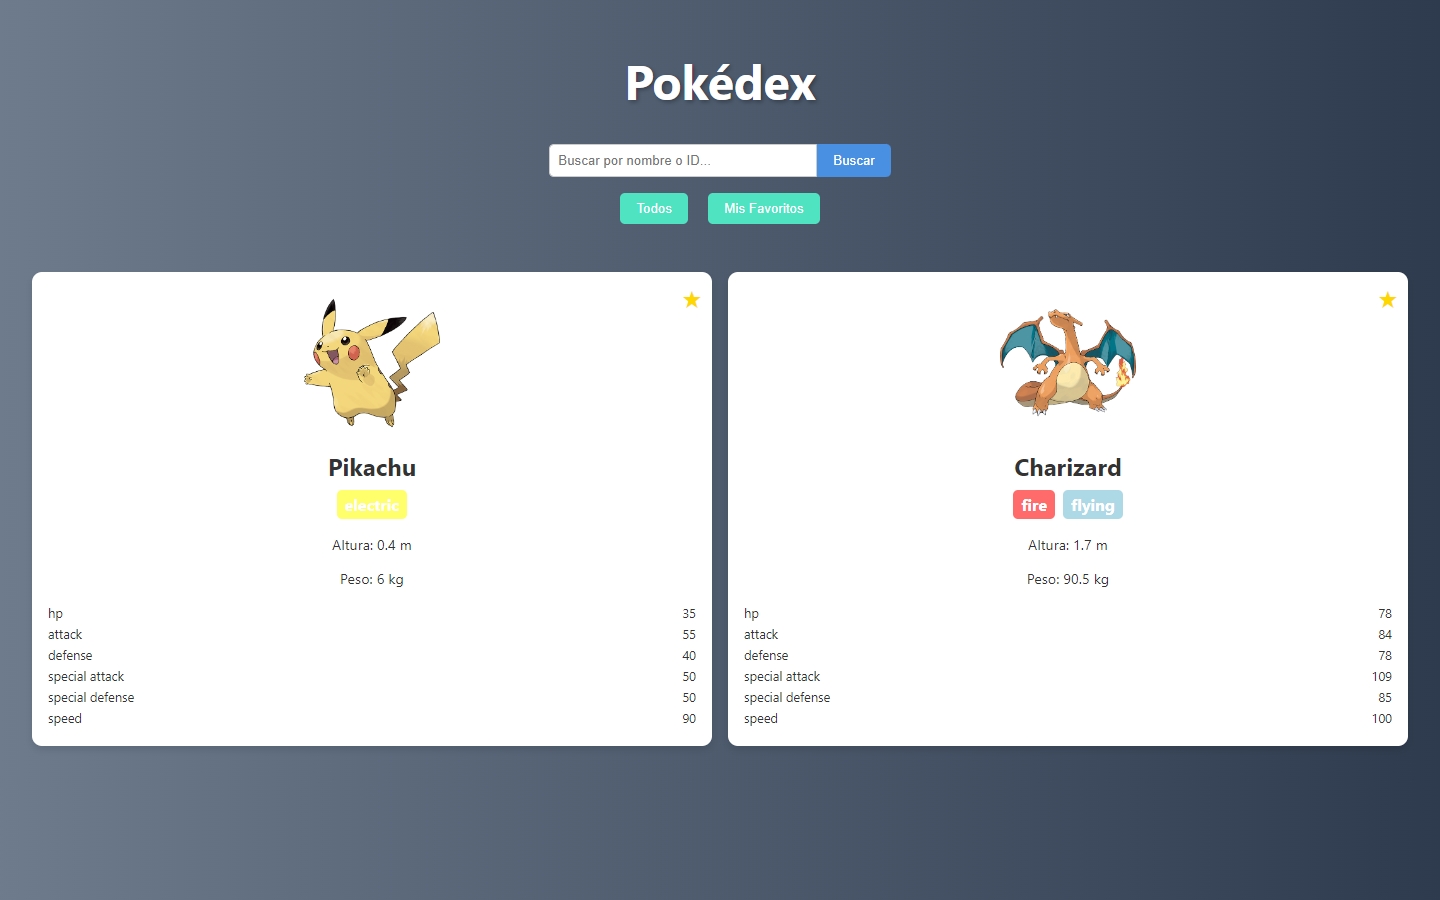 Pokédex
Buscar por nombre o ID...
Buscar
Todos
Mis Favoritos
Pikachu
electric
Altura: 0.4 m
Peso: 6 kg
hp 35
attack 55
defense 40
special attack 50
special defense 50
speed 90
Charizard
fire flying
Altura: 1.7 m
Peso: 90.5 kg
hp 78
attack 84
defense 78
special attack 109
special defense 85
speed 100